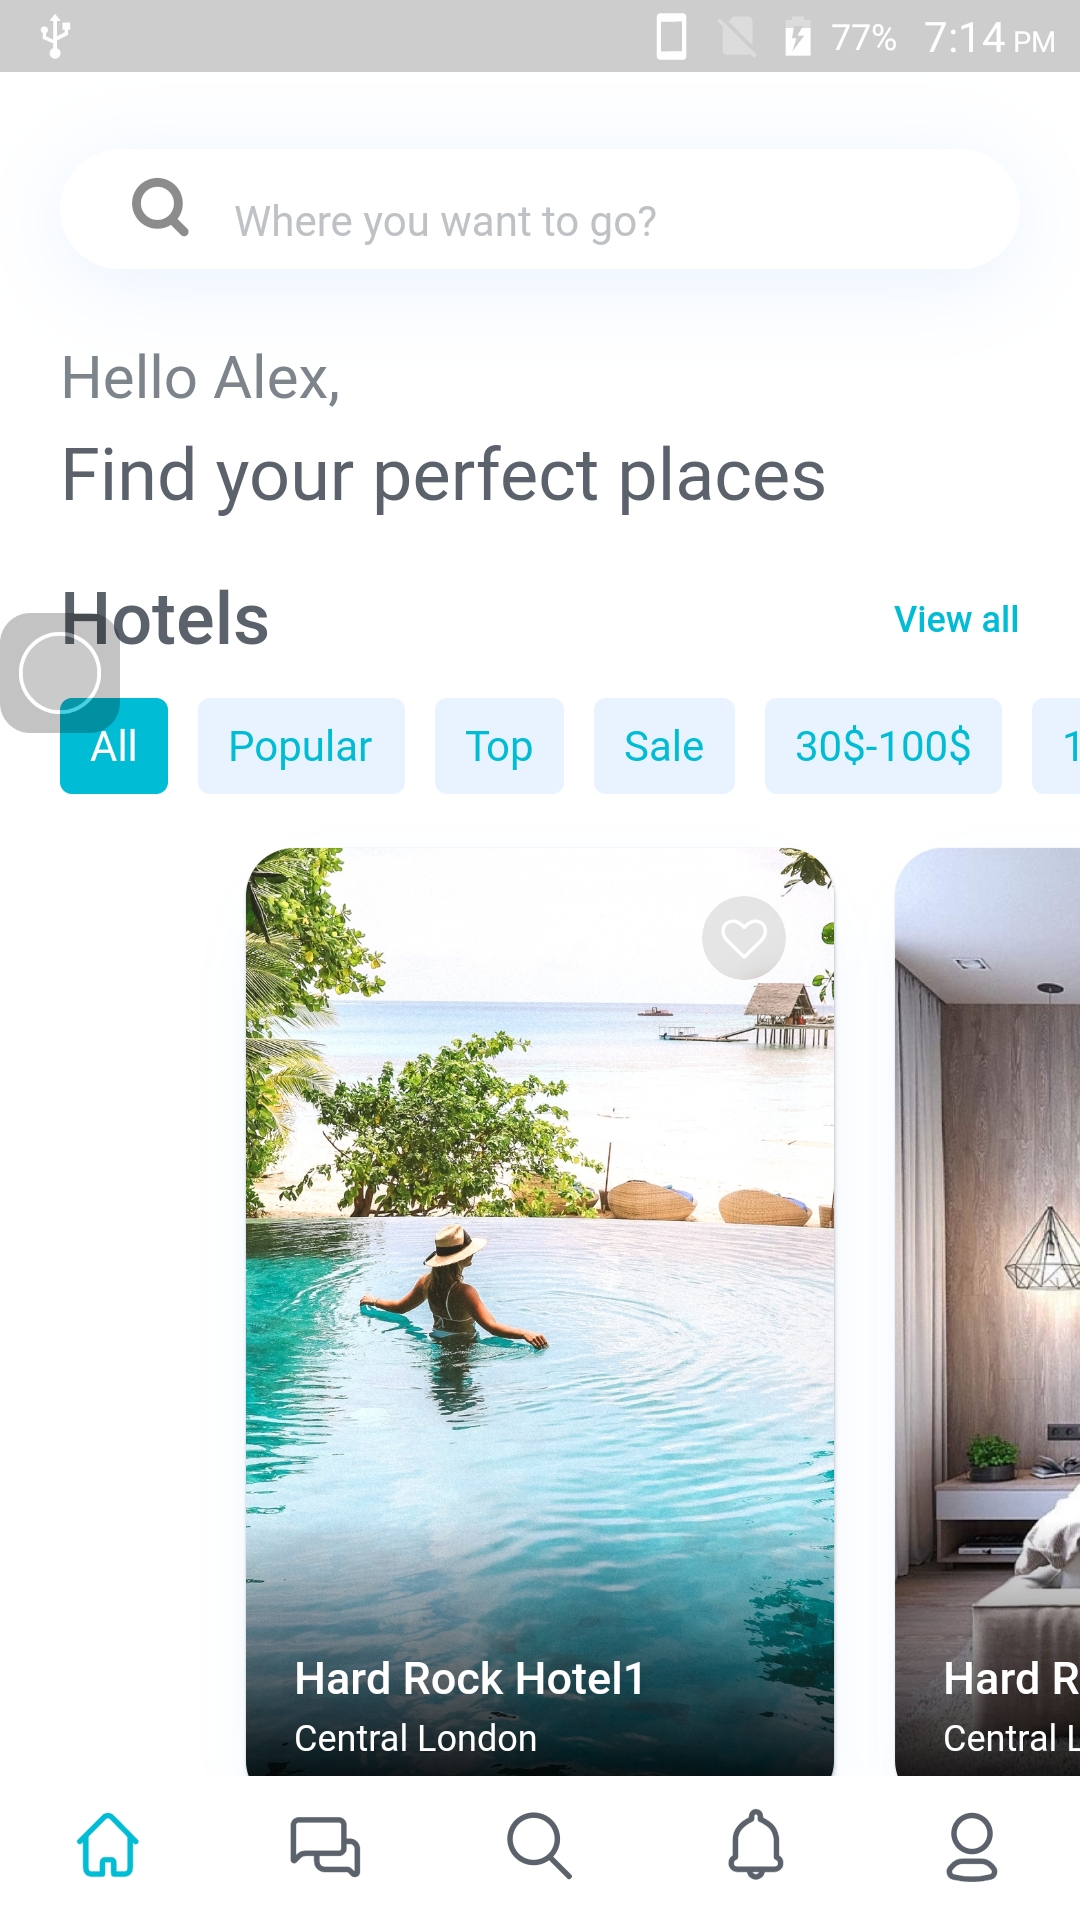 77% 7:14 PM
Where you want to go?
Hello Alex,
Find your perfect places
Hotels View all
All Popular Top Sale 30$-100$ 1
Hard Rock Hotel1 Hard R
Central London Central L